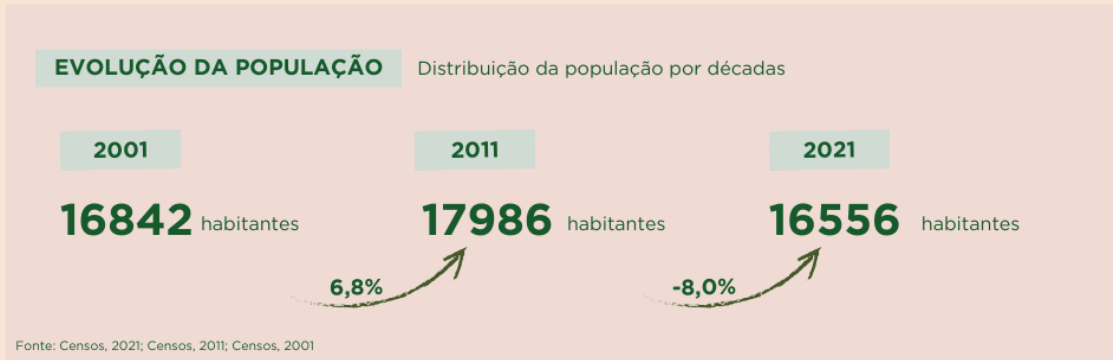 EVOLUÇÃO DA POPULAÇÃO Distribuição da população por décadas
2001 2011 2021
16842 habitantes 17986 habitantes 16556 habitantes
6,8% -8,0%
Fonte: Censos, 2021; Censos, 2011; Censos, 2001